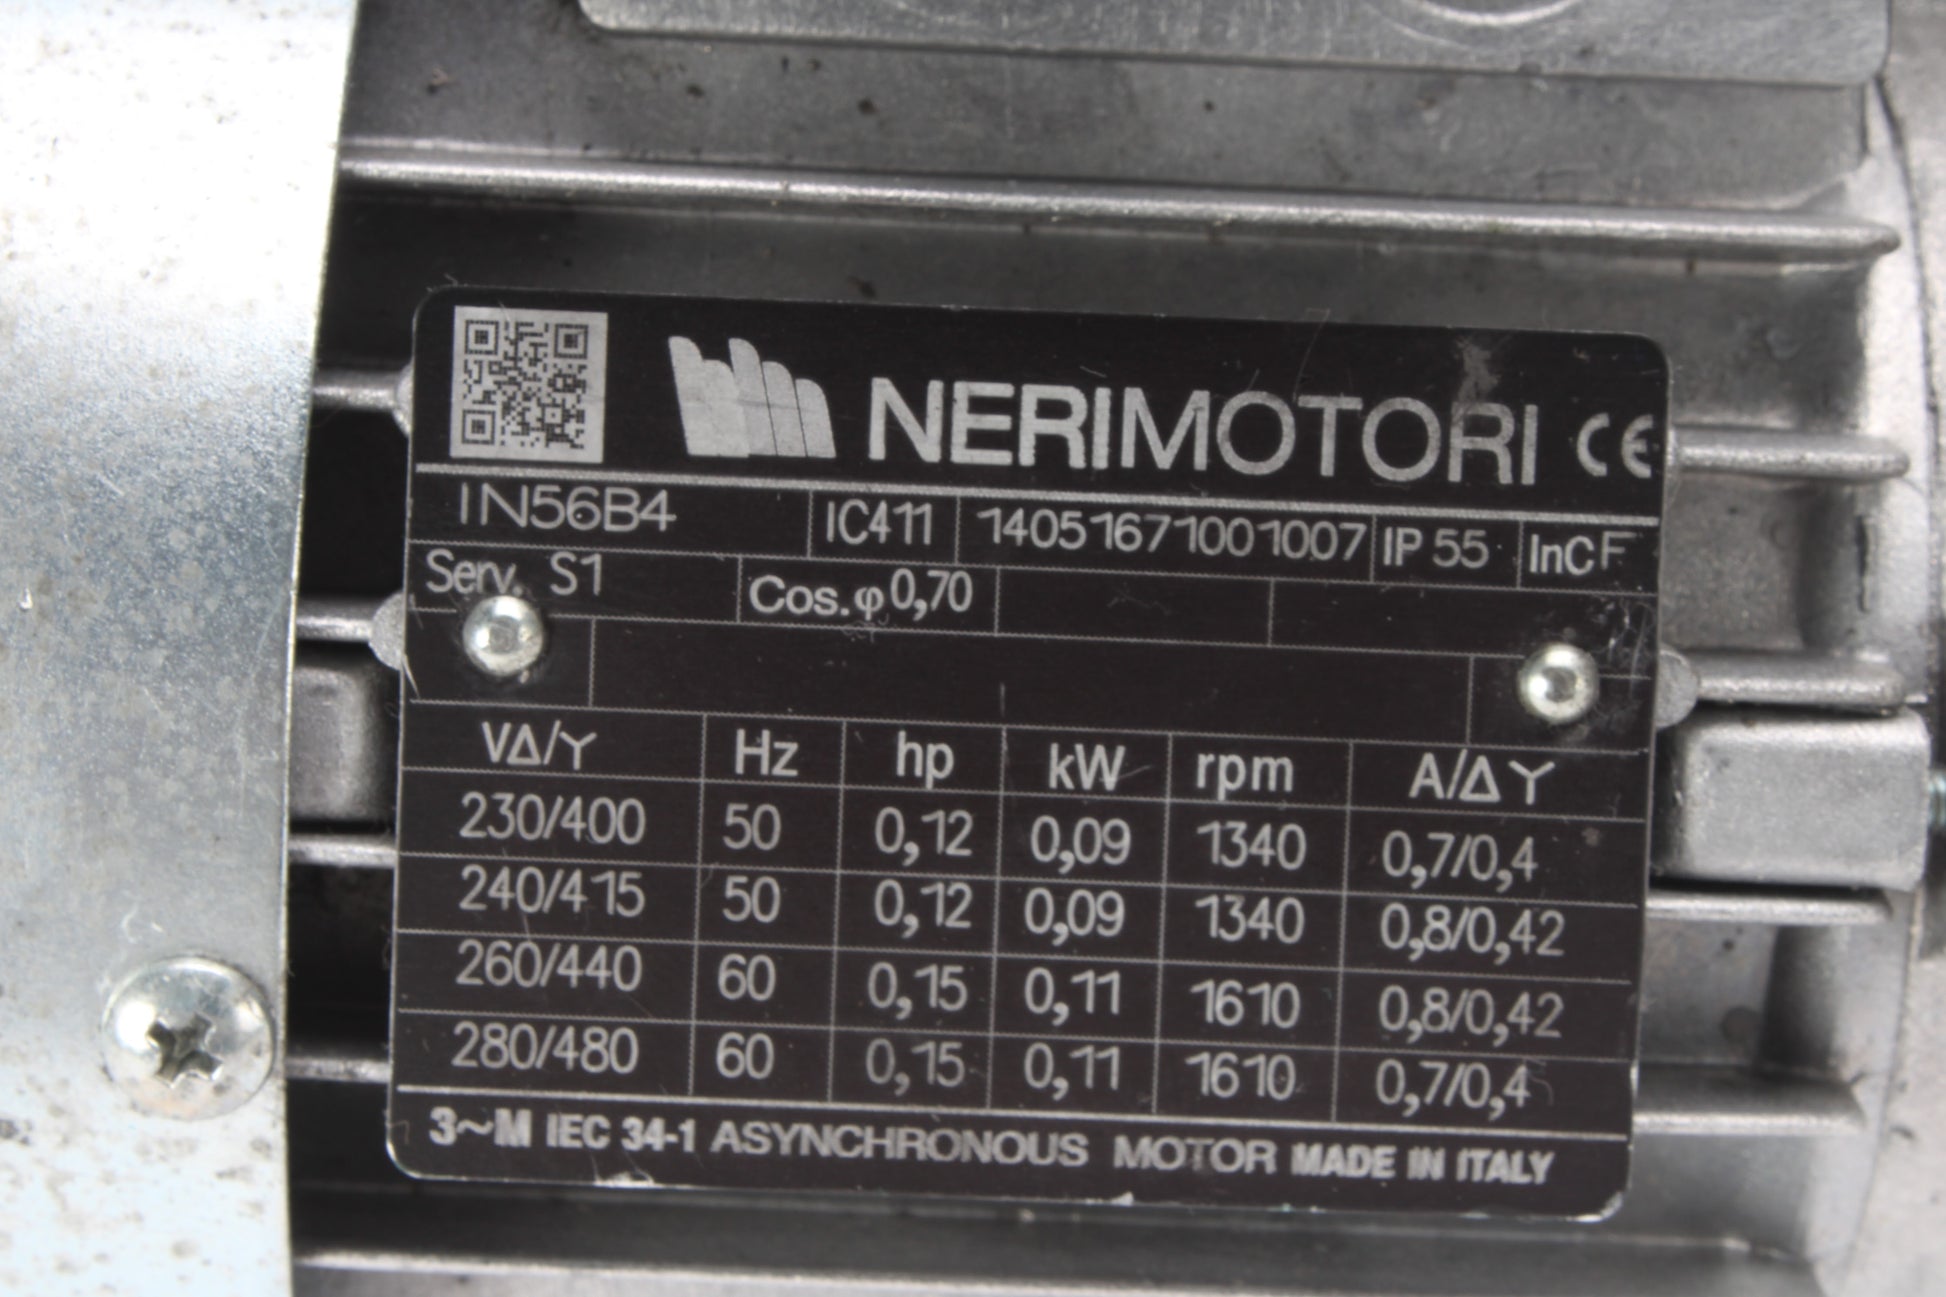 NERIMOTORI CE
IN56B4 IC411 14051671001007 IP 55 InCF
Serv. S1 Cos.φ 0,70
VΔ/Y Hz hp kW rpm A/ΔY
230/400 50 0,12 0,09 1340 0,7/0,4
240/415 50 0,12 0,09 1340 0,8/0,42
260/440 60 0,15 0,11 1610 0,8/0,42
280/480 60 0,15 0,11 1610 0,7/0,4
3~M IEC 34-1 ASYNCHRONOUS MOTOR MADE IN ITALY